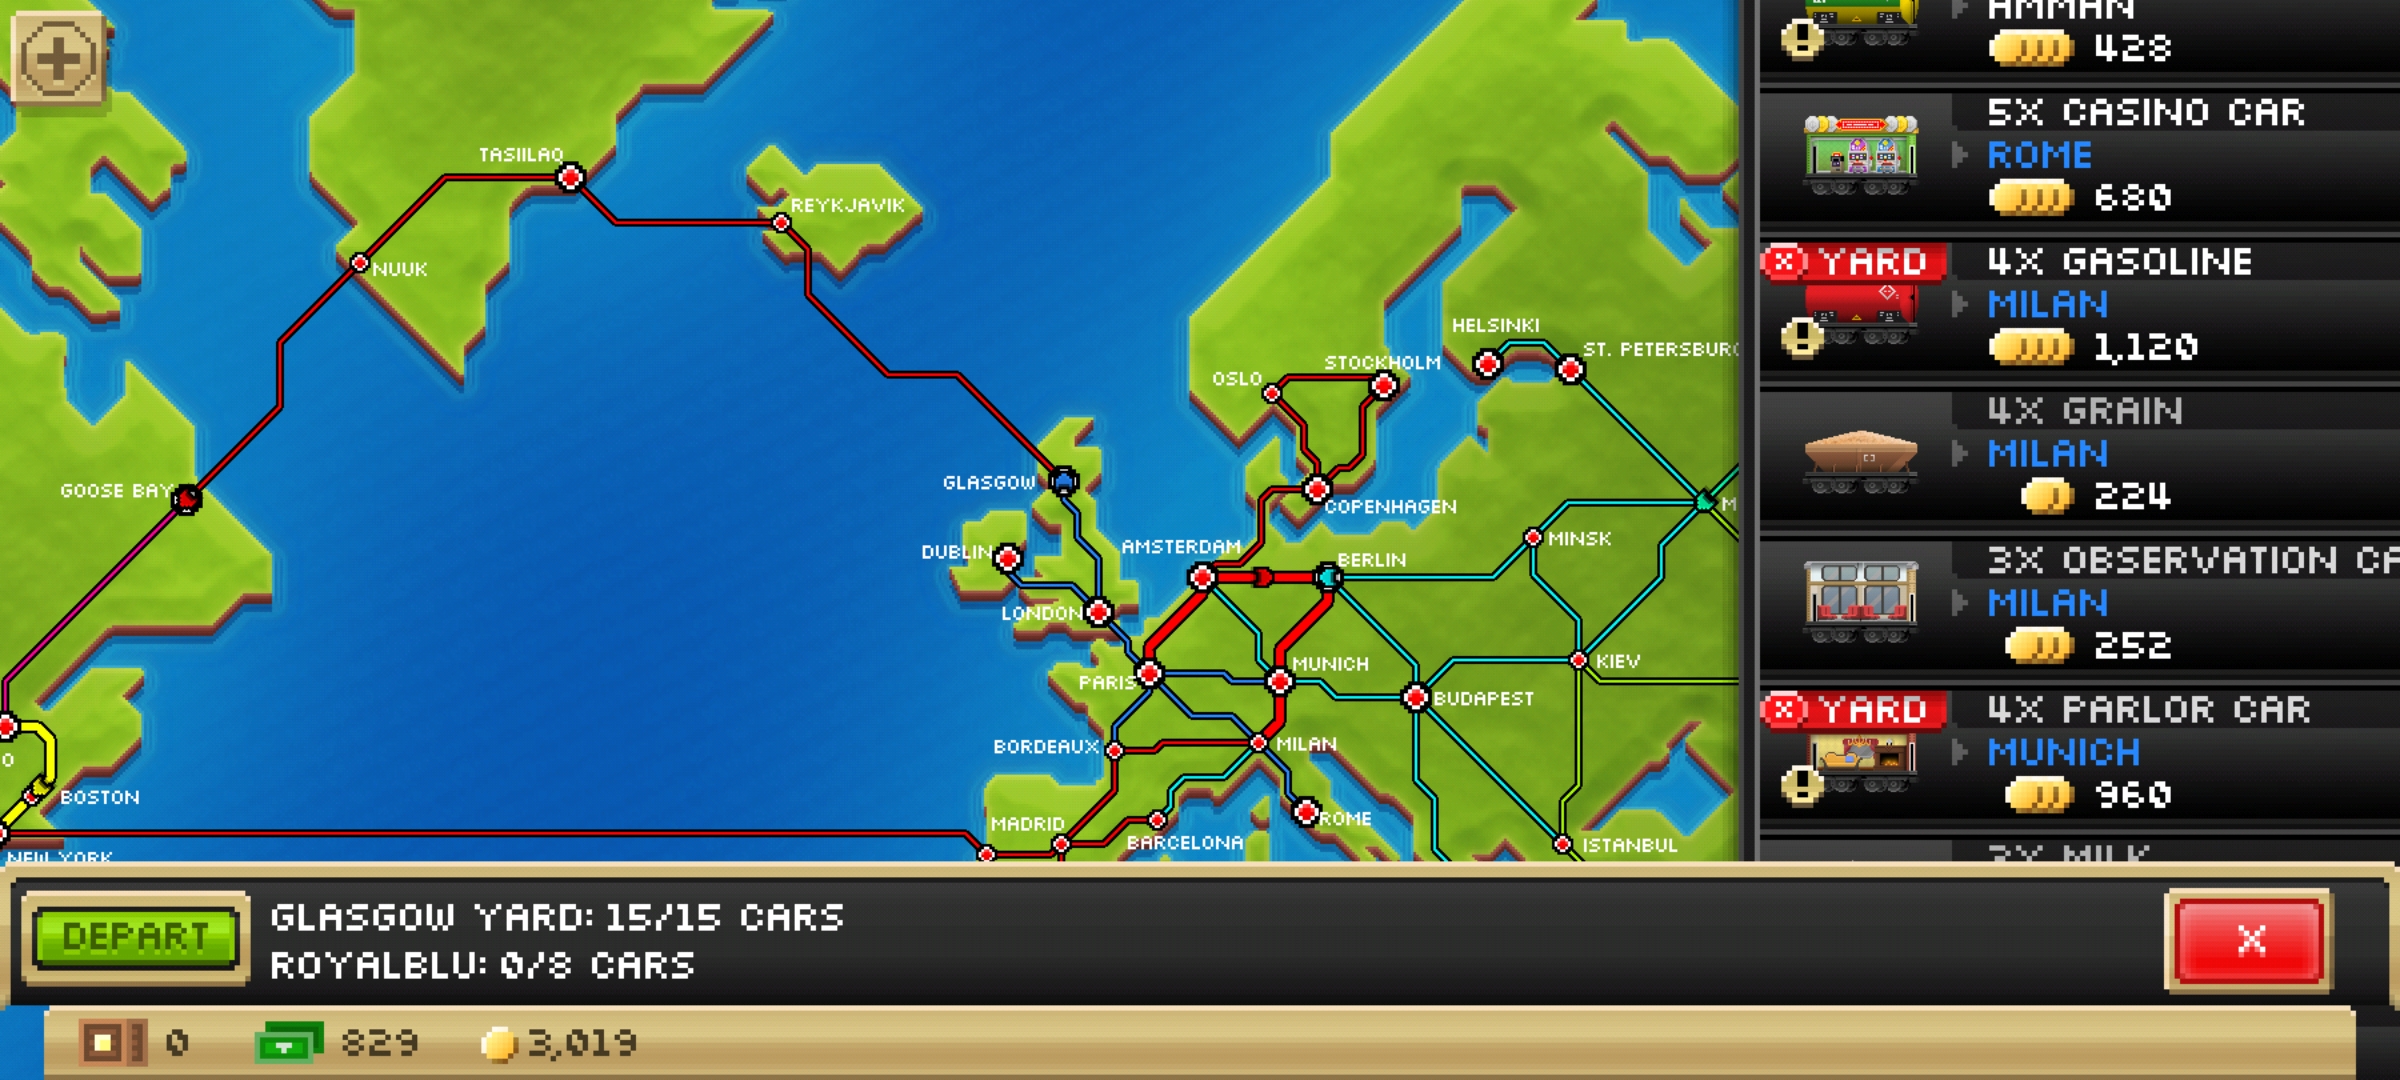 TASIILAQ
REYKJAVIK
NUUK
HELSINKI
ST. PETERSBURG
STOCKHOLM
OSLO
GLASGOW
GOOSE BAY
COPENHAGEN
M
MINSK
DUBLIN
AMSTERDAM
BERLIN
LONDON
KIEV
MUNICH
PARIS
BUDAPEST
BORDEAUX
MILAN
O
BOSTON
MADRID
ROME
BARCELONA
ISTANBUL
NEW YORK
AMMAN
428
5X CASINO CAR
ROME
680
X YARD
4X GASOLINE
MILAN
1,120
4X GRAIN
MILAN
224
3X OBSERVATION CA
MILAN
252
X YARD
4X PARLOR CAR
MUNICH
960
MILK
DEPART
GLASGOW YARD: 15/15 CARS
ROYALBLU: 0/8 CARS
X
0
829
3,019